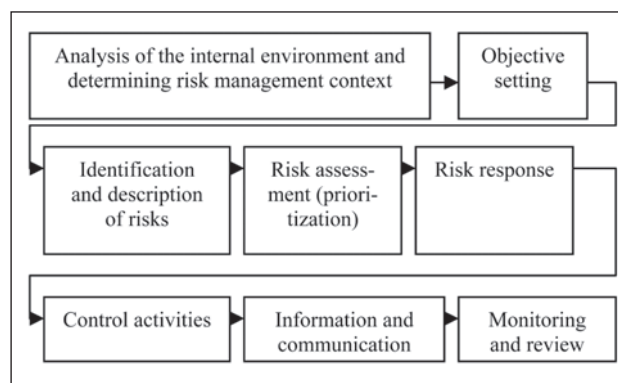 Analysis of the internal environment and
determining risk management context
Objective
setting
Identification
and description
of risks
Risk assess-
ment (priori-
tization)
Risk response
Control activities
Information and
communication
Monitoring
and review